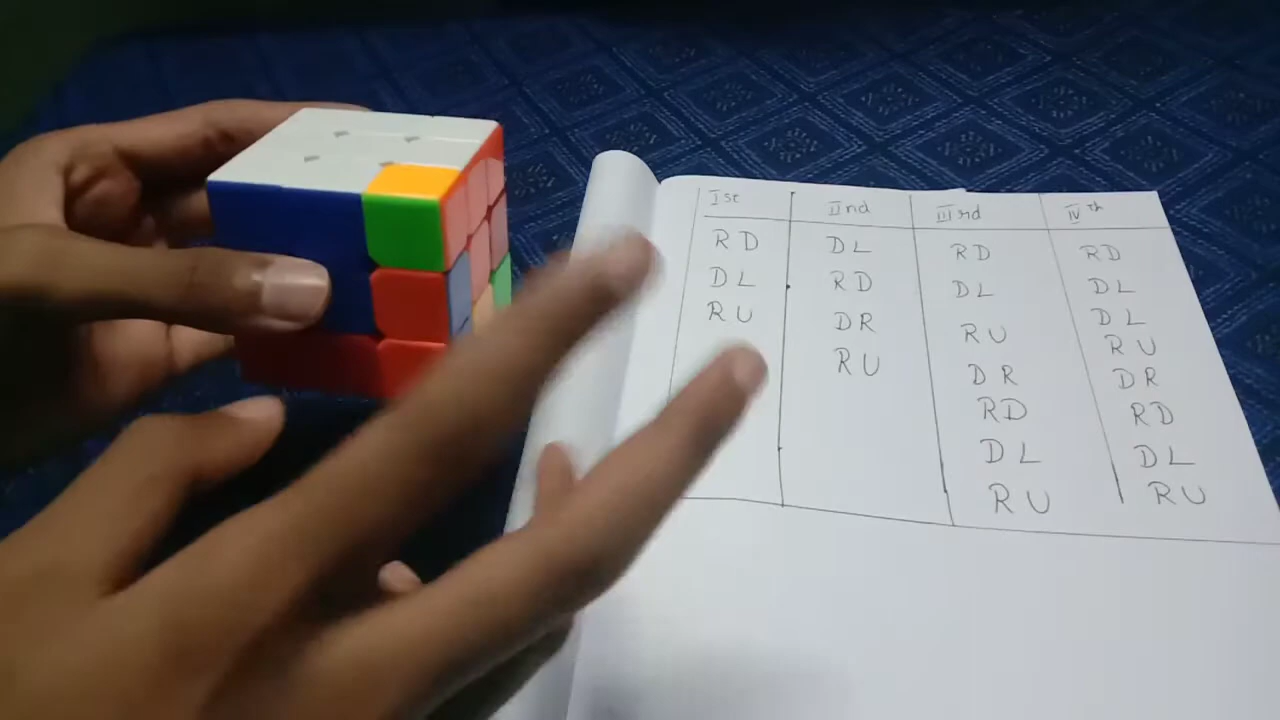 Ist IInd IIIrd IVth
RD DL RD RD
DL RD DL DL
RU DR RU DL
RU DR RU
RD DR
DL RD
RU DL
RU